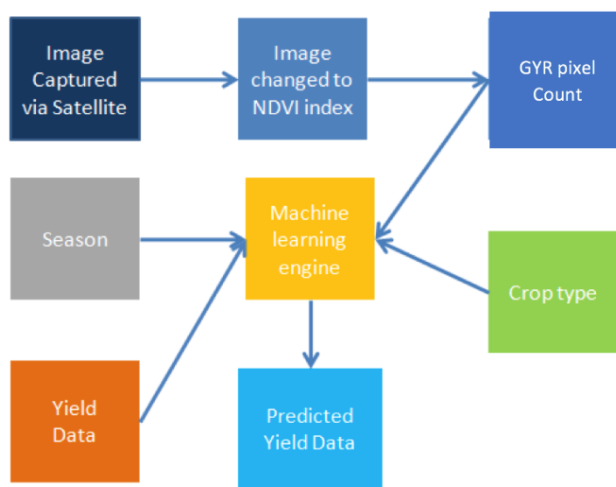 Image
Captured
via Satellite
Image
changed to
NDVI index
GYR pixel
Count
Season
Machine
learning
engine
Crop type
Yield
Data
Predicted
Yield Data